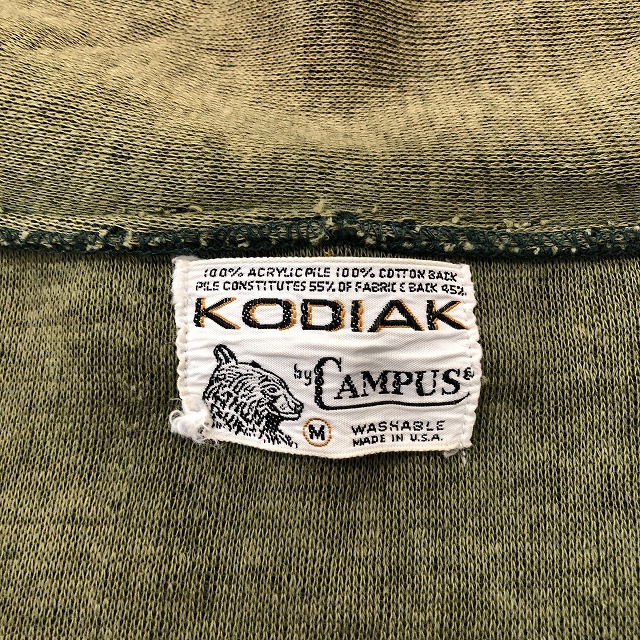 100% ACRYLIC PILE 100% COTTON BACK
PILE CONSTITUTES 55% OF FABRIC & BACK 45%
KODIAK
by CAMPUS®
M
WASHABLE
MADE IN U.S.A.